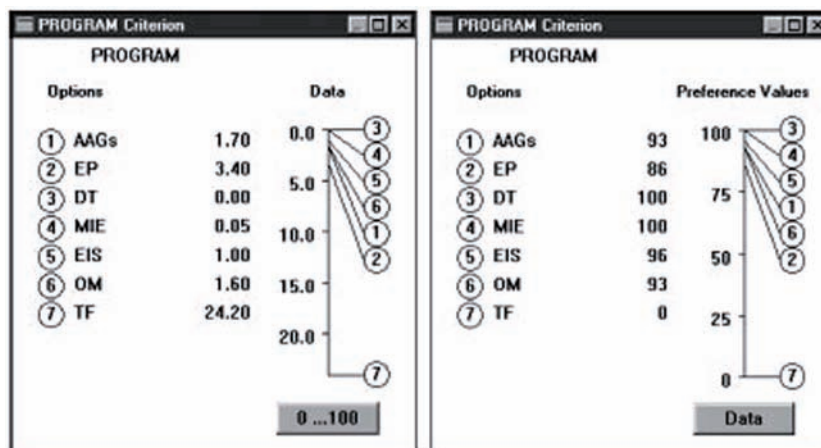 PROGRAM Criterion
PROGRAM
Options Data
1 AAGs 1.70
2 EP 3.40
3 DT 0.00
4 MIE 0.05
5 EIS 1.00
6 OM 1.60
7 TF 24.20
0.0
5.0
10.0
15.0
20.0
3
4
5
6
1
2
7
0 ...100
PROGRAM Criterion
PROGRAM
Options Preference Values
1 AAGs 93
2 EP 86
3 DT 100
4 MIE 100
5 EIS 96
6 OM 93
7 TF 0
100
75
50
25
0
3
4
5
1
6
2
7
Data